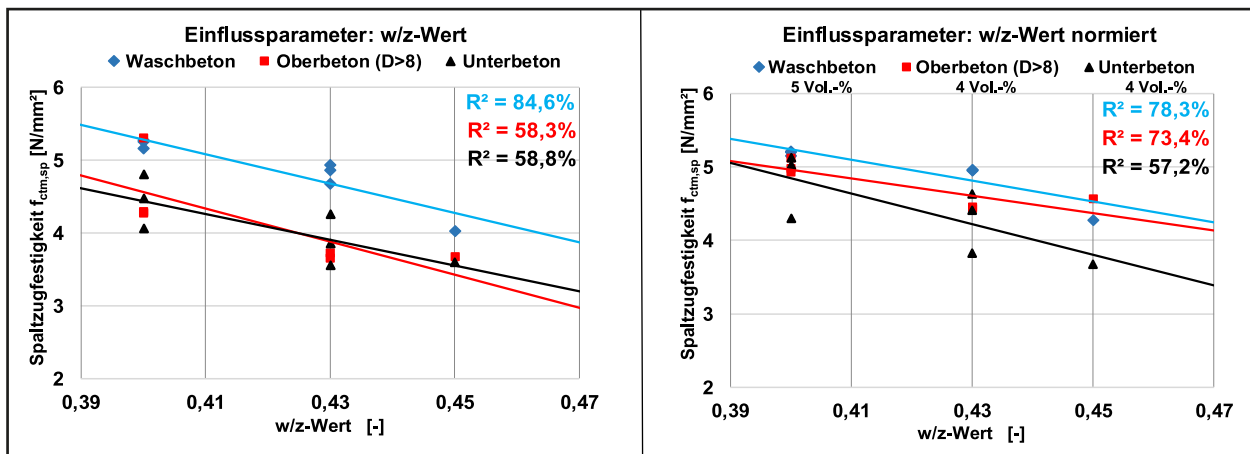 Einflussparameter: w/z-Wert
Waschbeton Oberbeton (D>8) Unterbeton
R² = 84,6%
R² = 58,3%
R² = 58,8%
Spaltzugfestigkeit fctm,sp [N/mm²]
6
5
4
3
2
0,39 0,41 0,43 0,45 0,47
w/z-Wert [-]
Einflussparameter: w/z-Wert normiert
Waschbeton Oberbeton (D>8) Unterbeton
5 Vol.-% 4 Vol.-% 4 Vol.-%
R² = 78,3%
R² = 73,4%
R² = 57,2%
Spaltzugfestigkeit fctm,sp [N/mm²]
6
5
4
3
2
0,39 0,41 0,43 0,45 0,47
w/z-Wert [-]